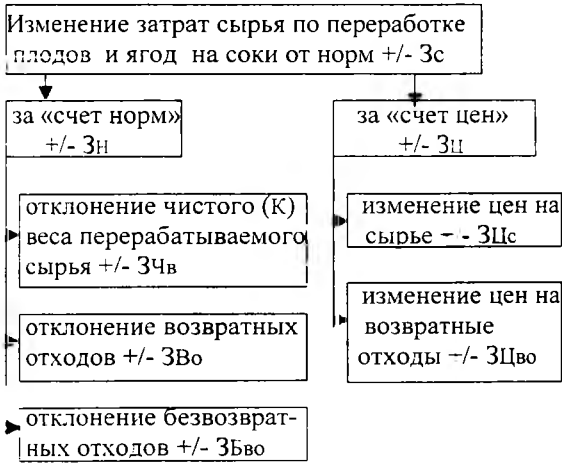 Изменение затрат сырья по переработке
плодов и ягод на соки от норм +/- Зс
за «счет норм»
+/- Зн
за «счет цен»
+/- Зц
отклонение чистого (К)
веса перерабатываемого
сырья +/- ЗЧв
отклонение возвратных
отходов +/- ЗВо
отклонение безвозврат-
ных отходов +/- ЗБво
изменение цен на
сырье - - ЗЦс
изменение цен на
возвратные
отходы -/- ЗЦво